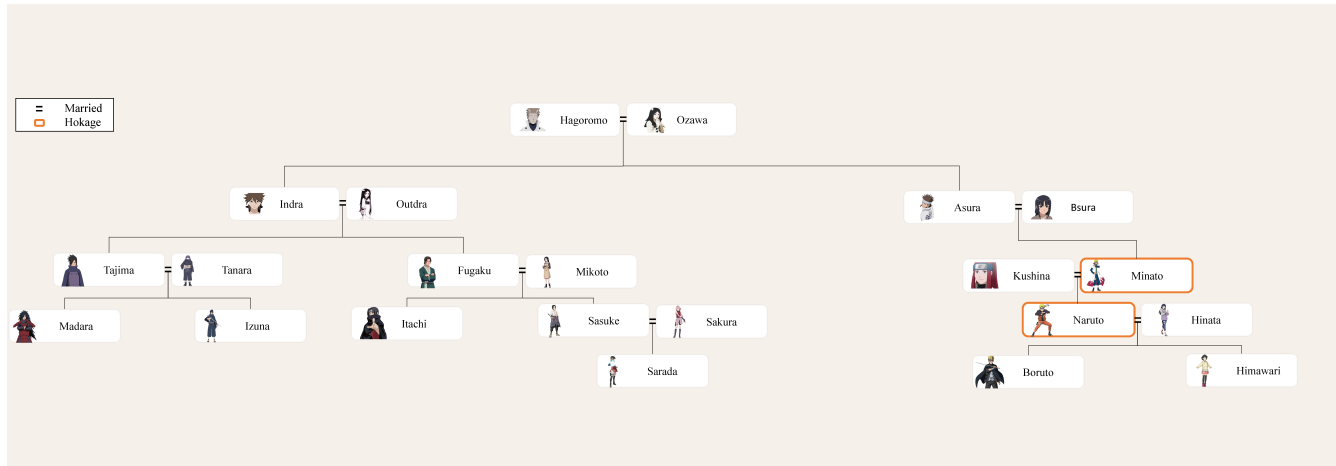 Married
Hokage
Hagoromo
Ozawa
Indra
Outdra
Asura
Bsura
Tajima
Tanara
Fugaku
Mikoto
Kushina
Minato
Madara
Izuna
Itachi
Sasuke
Sakura
Naruto
Hinata
Sarada
Boruto
Himawari